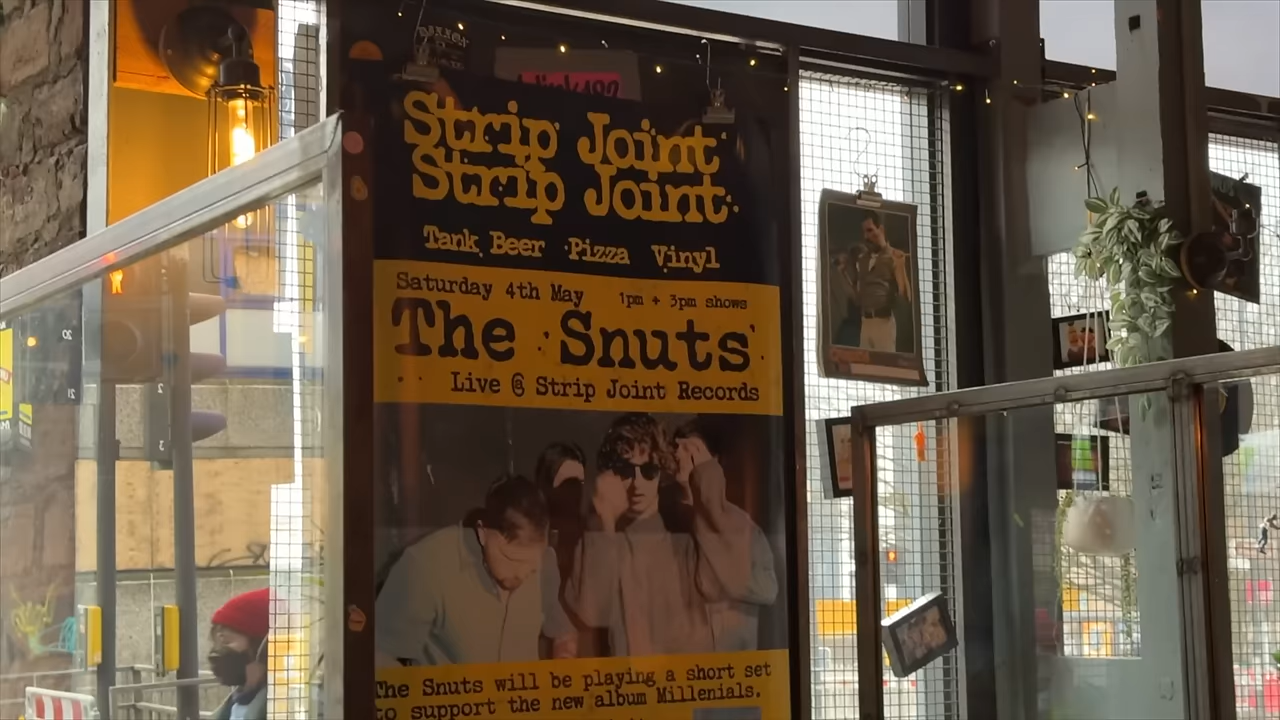 Strip Joint
Strip Joint
Tank Beer Pizza Vinyl
Saturday 4th May 1pm + 3pm shows
The Snuts
Live @ Strip Joint Records
The Snuts will be playing a short set
to support the new album Millenials.